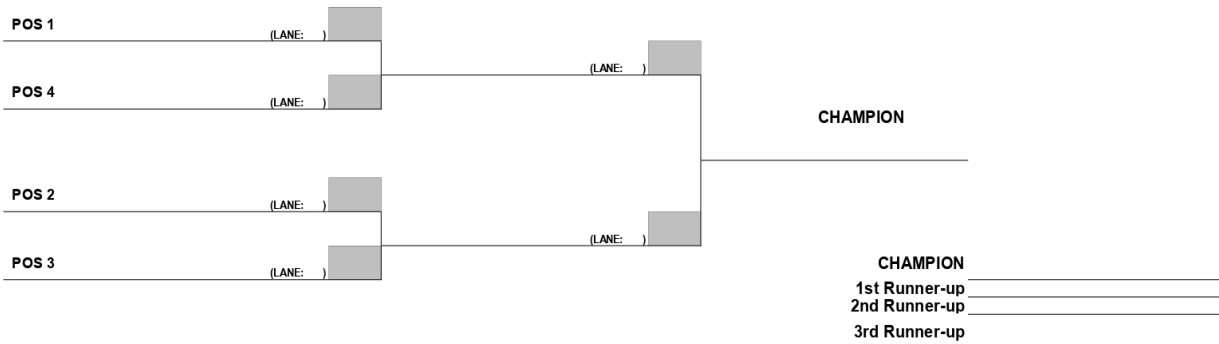 POS 1
(LANE: )
POS 4
(LANE: )
(LANE: )
CHAMPION
POS 2
(LANE: )
POS 3
(LANE: )
(LANE: )
CHAMPION
1st Runner-up
2nd Runner-up
3rd Runner-up